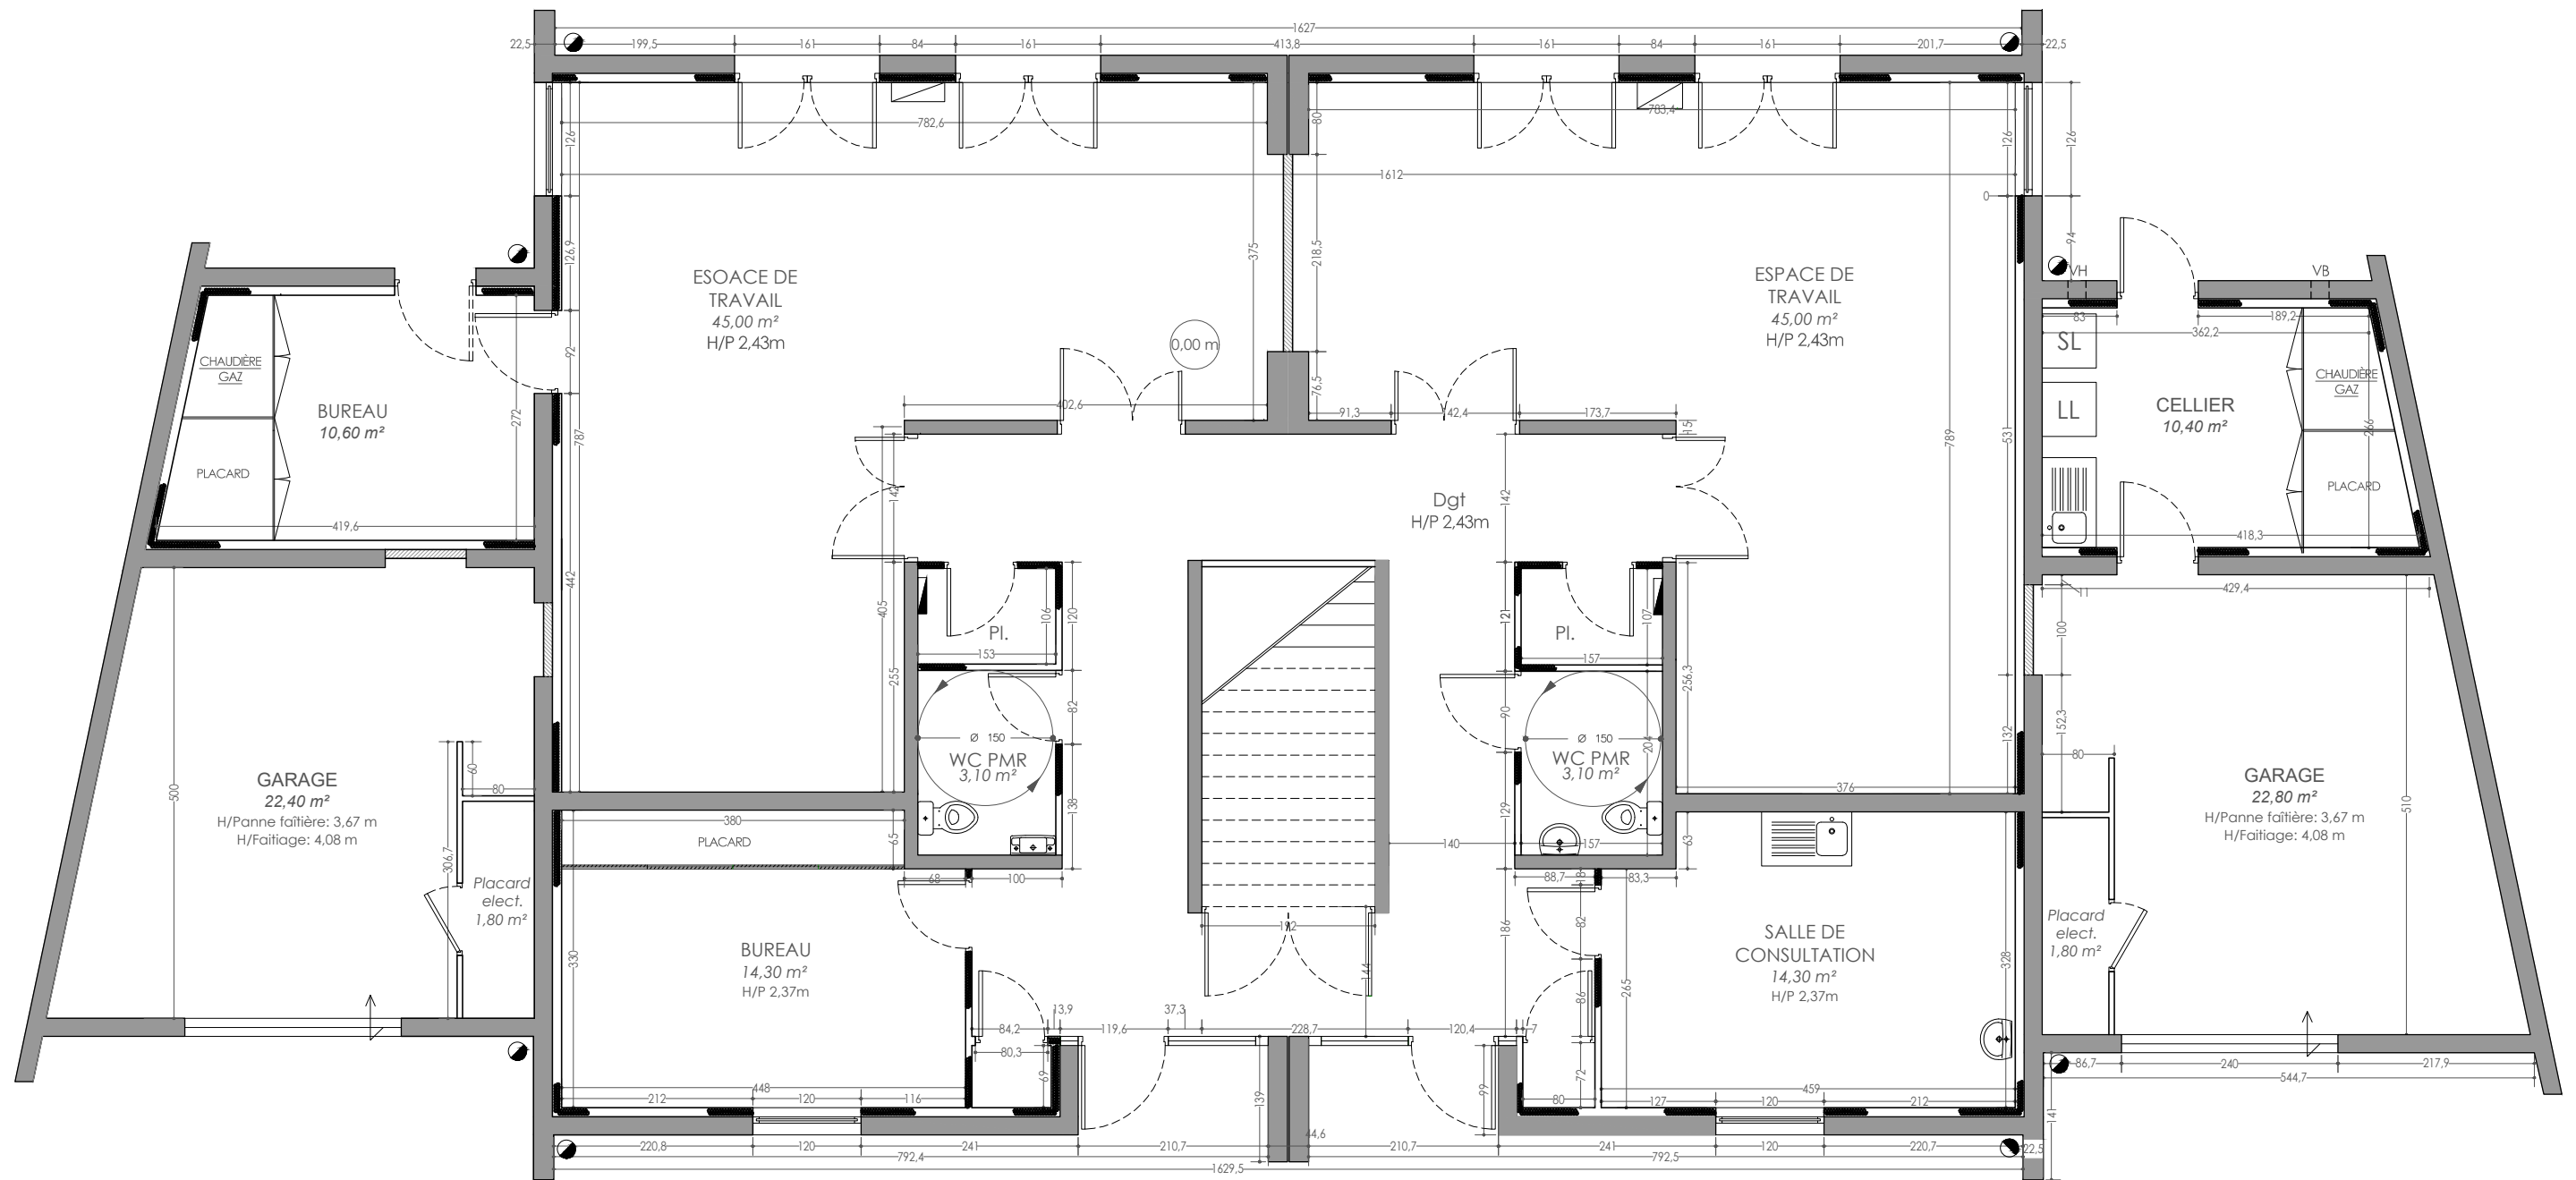 1627
22,5
199,5
161
84
161
413,8
161
84
161
201,7
22,5
126
782,6
80
783,4
126
126
1612
0
126,9
375
218,5
94
ESOACE DE
TRAVAIL
45,00 m²
H/P 2,43m
0,00 m
ESPACE DE
TRAVAIL
45,00 m²
H/P 2,43m
VH
VB
83
189,2
362,2
SL
CHAUDIÈRE
GAZ
92
76,5
CHAUDIÈRE
GAZ
BUREAU
10,60 m²
272
402,6
91,3
142,4
173,7
15
LL
CELLIER
10,40 m²
266
787
789
531
PLACARD
142
142
Dgt
H/P 2,43m
PLACARD
419,6
418,3
442
405
106
120
121
107
11
429,4
500
Pl.
153
Pl.
157
100
255
256,3
82
90
152,3
Ø 150
WC PMR
3,10 m²
Ø 150
WC PMR
3,10 m²
204
132
80
60
80
376
GARAGE
22,40 m²
H/Panne faîtière: 3,67 m
H/Faitiage: 4,08 m
GARAGE
22,80 m²
H/Panne faîtière: 3,67 m
H/Faitiage: 4,08 m
510
138
129
380
PLACARD
65
140
157
63
306,7
68
100
88,7
13
83,3
Placard
elect.
1,80 m²
Placard
elect.
1,80 m²
192
186
82
330
BUREAU
14,30 m²
H/P 2,37m
SALLE DE
CONSULTATION
14,30 m²
H/P 2,37m
328
144
265
86
13,9
37,3
84,2
119,6
228,7
120,4
7
80,3
69
99
72
86,7
240
217,9
544,7
448
459
212
120
116
139
80
127
120
212
141
44,6
220,8
120
241
210,7
210,7
241
120
220,7
22,5
792,4
792,5
1629,5